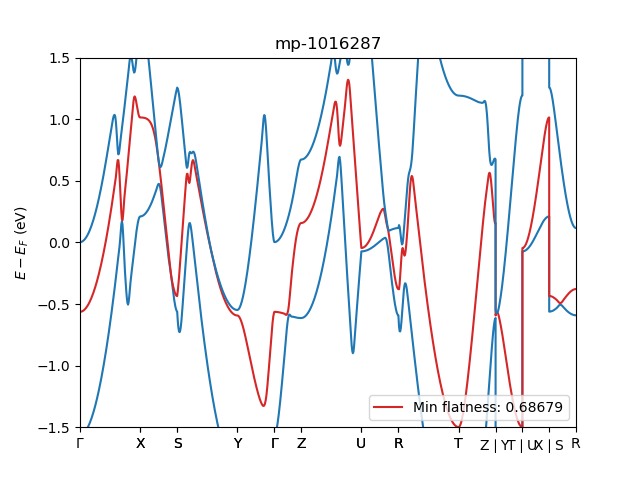 mp-1016287
E − E_F (eV)
1.5
1.0
0.5
0.0
−0.5
−1.0
−1.5
Min flatness: 0.68679
Γ X S Y Γ Z U R T Z | YT | UX | S R